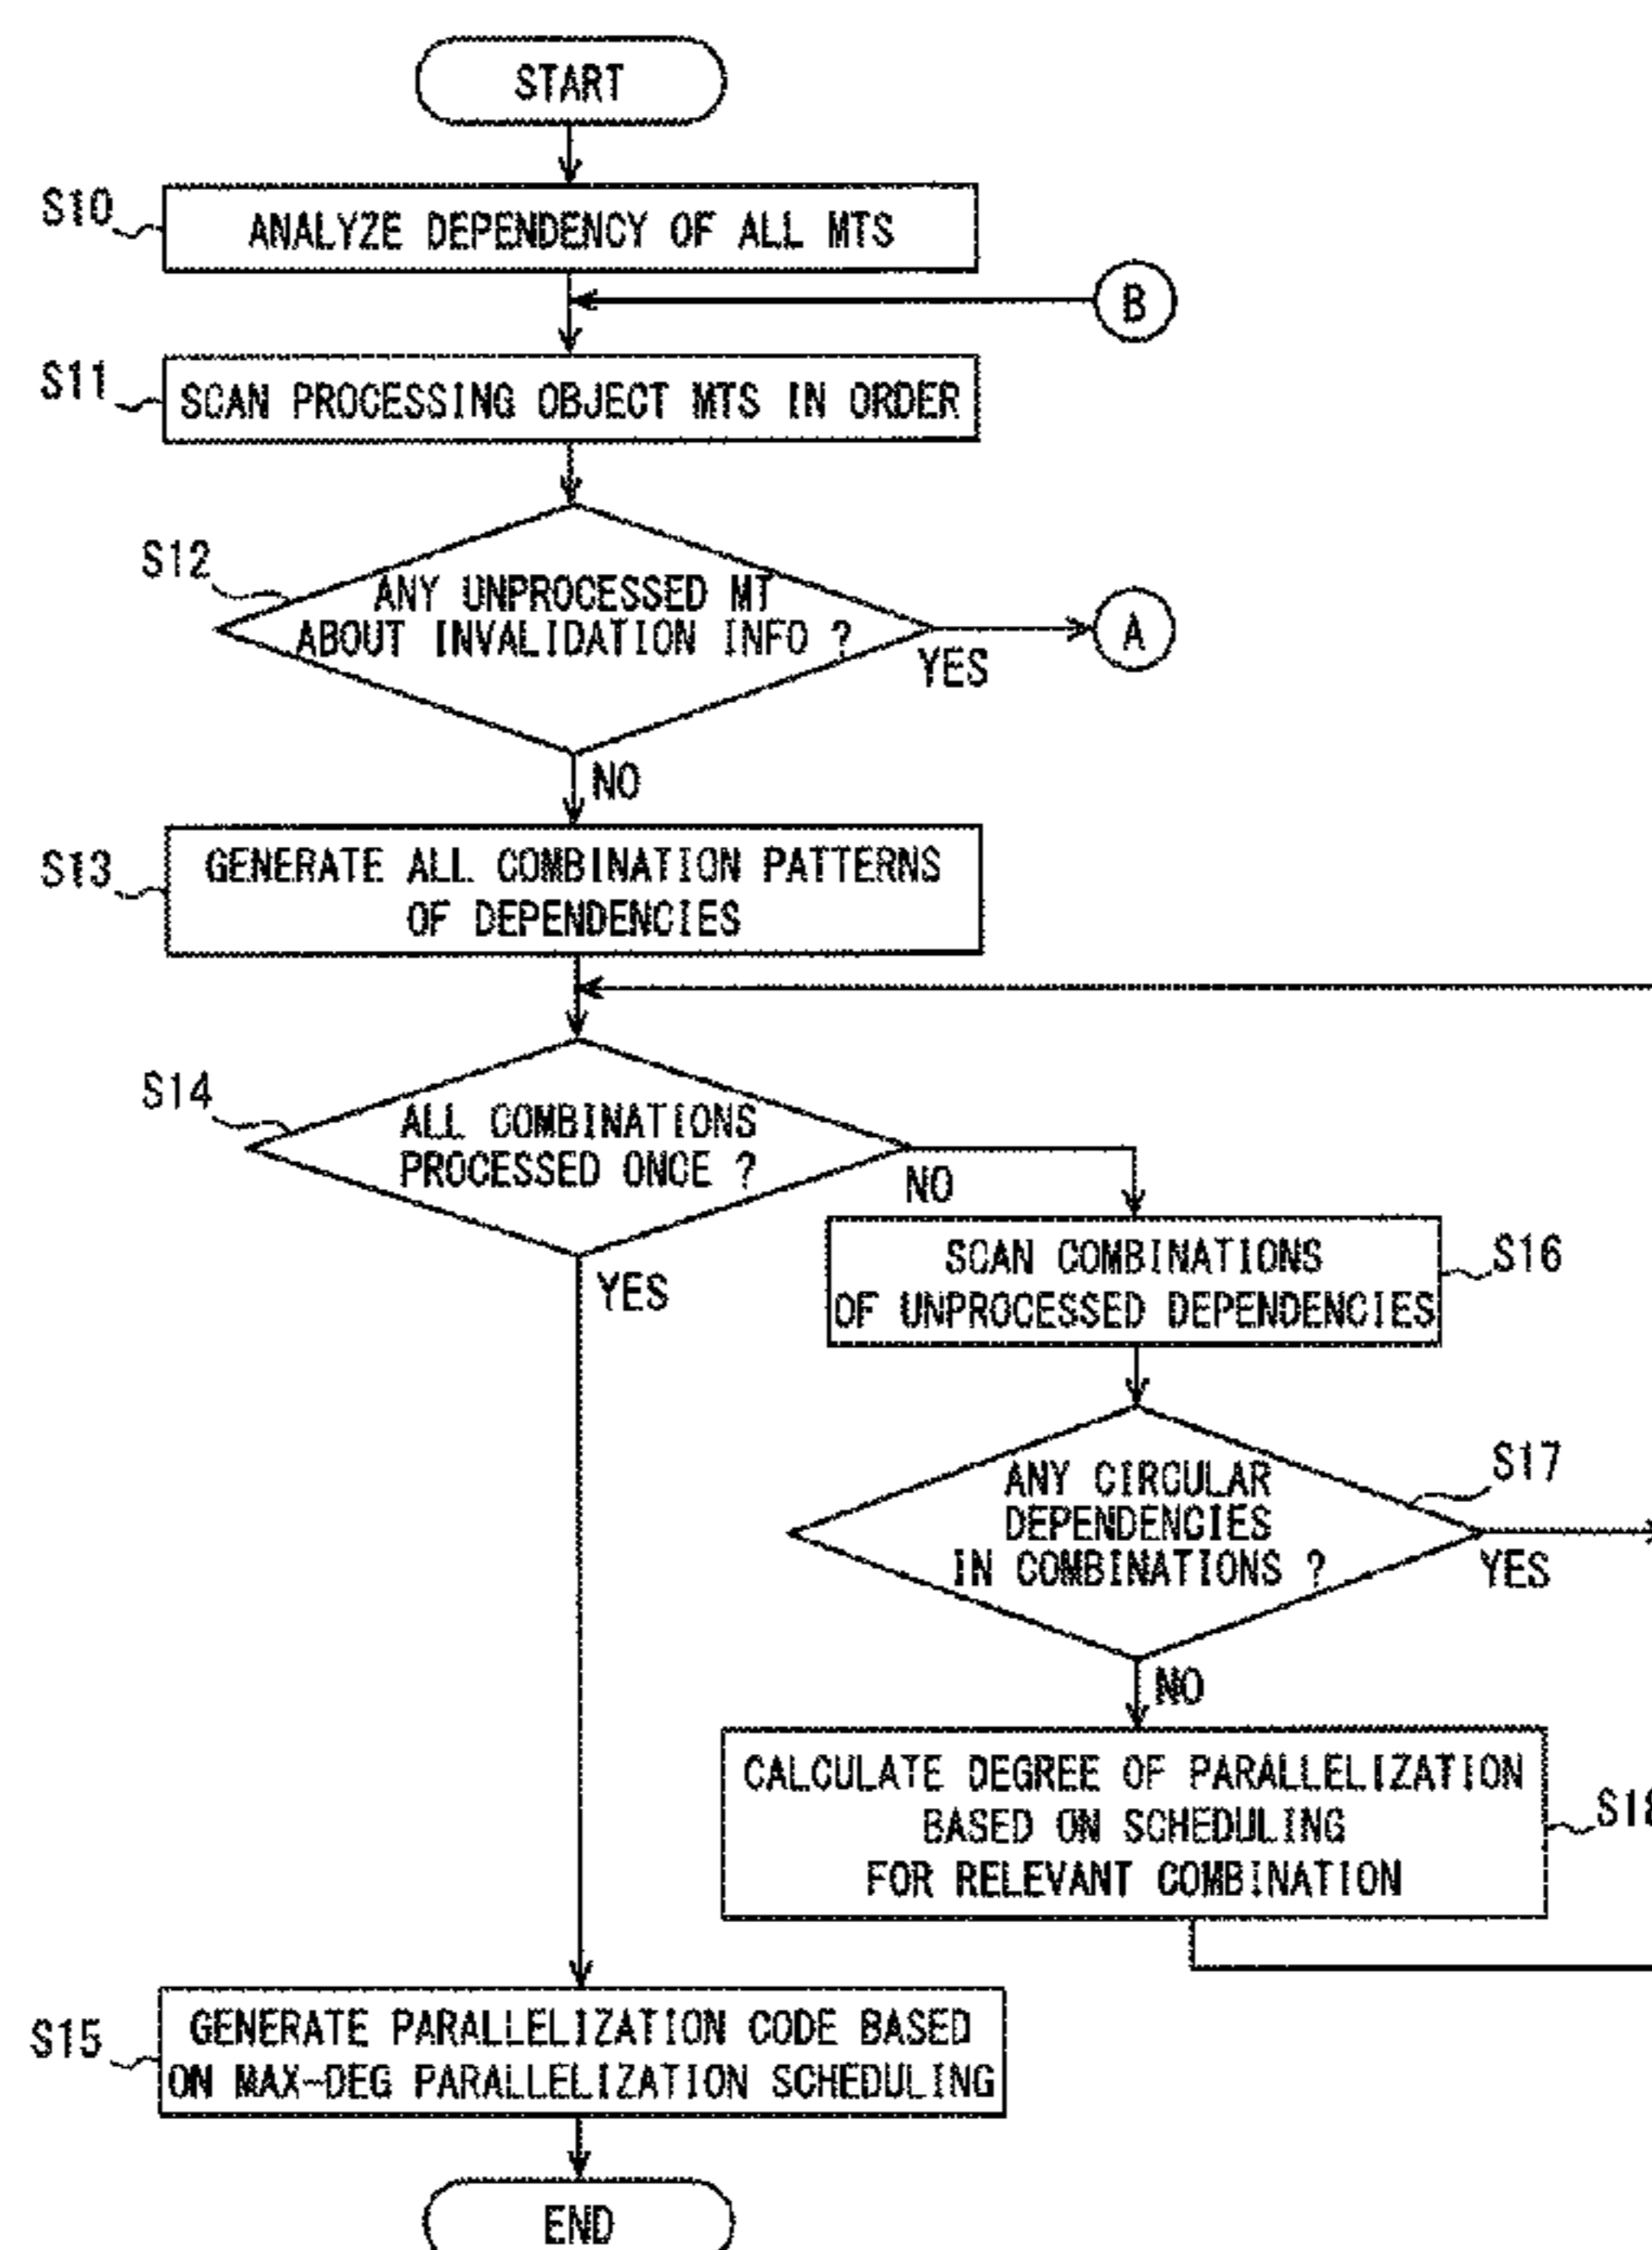 START
S10
ANALYZE DEPENDENCY OF ALL MTS
B
S11
SCAN PROCESSING OBJECT MTS IN ORDER
S12
ANY UNPROCESSED MT
ABOUT INVALIDATION INFO ?
A
YES
NO
S13
GENERATE ALL COMBINATION PATTERNS
OF DEPENDENCIES
S14
ALL COMBINATIONS
PROCESSED ONCE ?
NO
YES
SCAN COMBINATIONS
OF UNPROCESSED DEPENDENCIES
S16
ANY CIRCULAR
DEPENDENCIES
IN COMBINATIONS ?
S17
YES
NO
CALCULATE DEGREE OF PARALLELIZATION
BASED ON SCHEDULING
FOR RELEVANT COMBINATION
S18
S15
GENERATE PARALLELIZATION CODE BASED
ON MAX-DEG PARALLELIZATION SCHEDULING
END